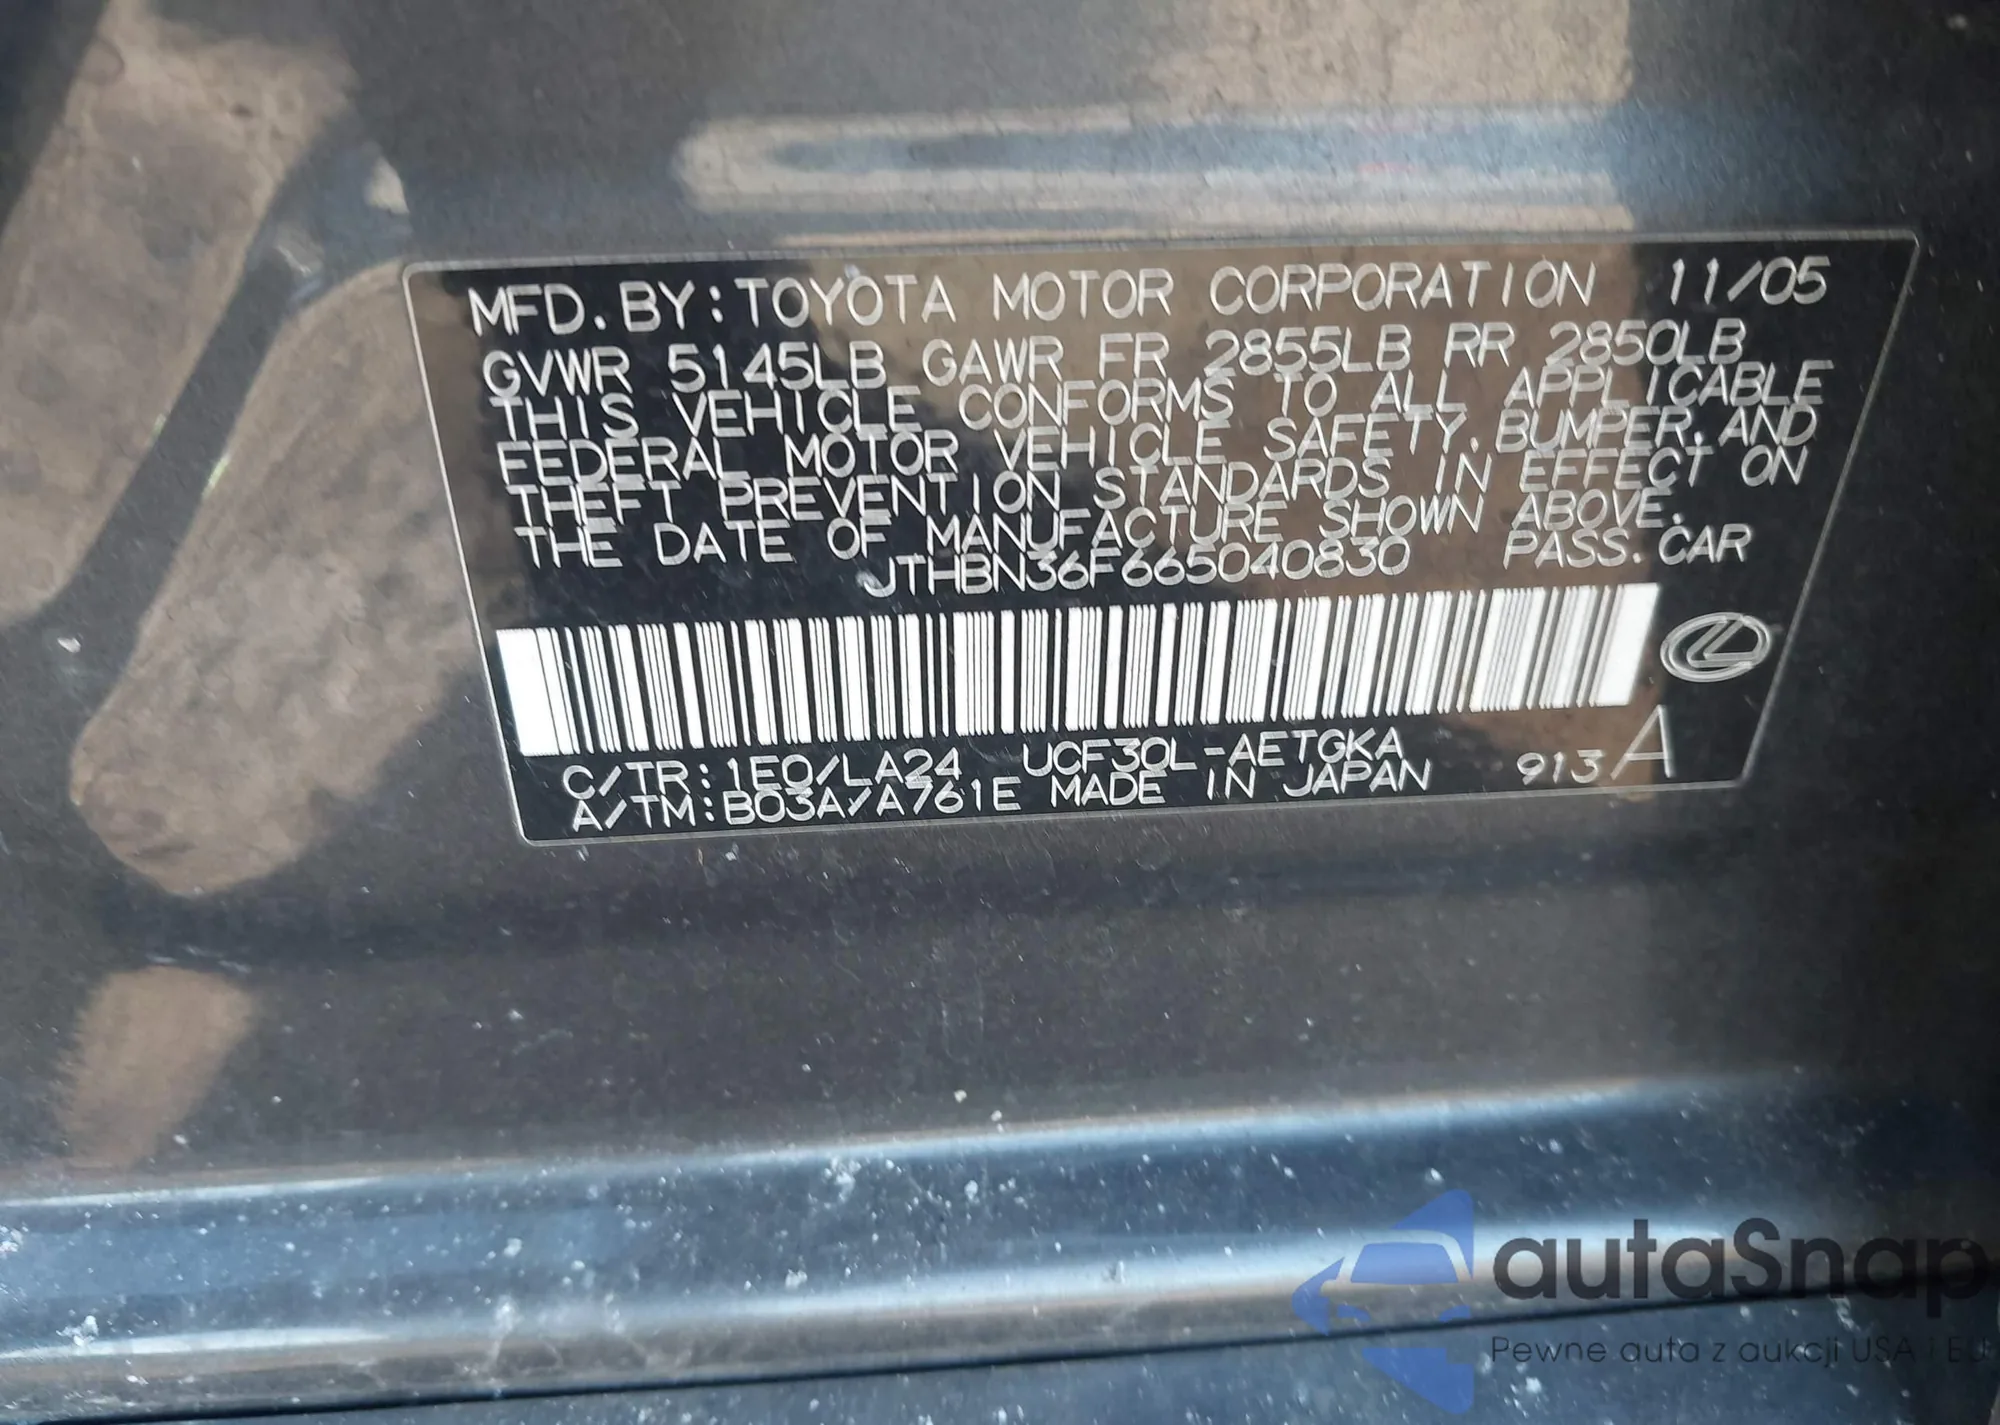 MFD. BY: TOYOTA MOTOR CORPORATION 11/05
GVWR 5145LB GAWR FR 2855LB RR 2850LB
THIS VEHICLE CONFORMS TO ALL APPLICABLE
FEDERAL MOTOR VEHICLE SAFETY, BUMPER, AND
THEFT PREVENTION STANDARDS IN EFFECT ON
THE DATE OF MANUFACTURE SHOWN ABOVE.
JTHBN36F665040830 PASS. CAR
C/TR: 1E0/LA24 UCF30L-AETGKA 913 A
A/TM: B03A/A761E MADE IN JAPAN
autaSnap
Pewne auta z aukcji USA i EU